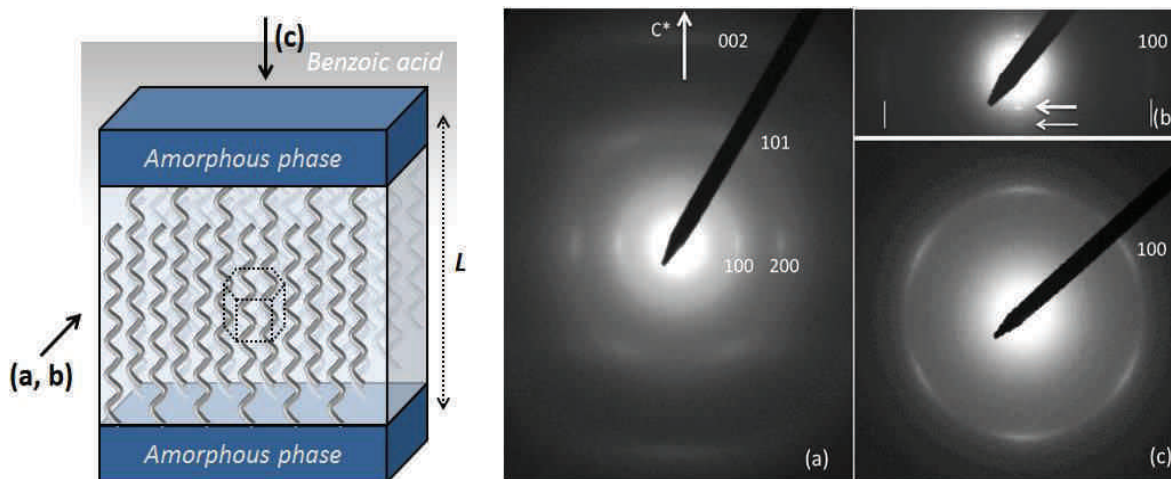 (c)
Benzoic acid
Amorphous phase
L
(a, b)
Amorphous phase
C*
002
101
100 200
(a)
100
(b)
100
(c)